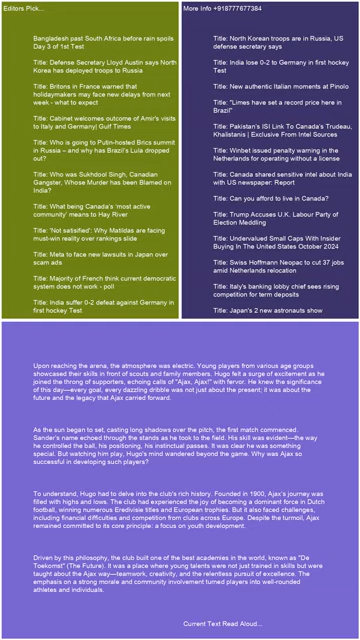 Editors Pick...
Bangladesh past South Africa before rain spoils
Day 3 of 1st Test
Title: Defense Secretary Lloyd Austin says North
Korea has deployed troops to Russia
Title: Britons in France warned that
holidaymakers may face new delays from next
week - what to expect
Title: Cabinet welcomes outcome of Amir's visits
to Italy and Germany| Gulf Times
Title: Who is going to Putin-hosted Brics summit
in Russia – and why has Brazil's Lula dropped
out?
Title: Who was Sukhdool Singh, Canadian
Gangster, Whose Murder has been Blamed on
India?
Title: What being Canada's 'most active
community' means to Hay River
Title: 'Not satisfied': Why Matildas are facing
must-win reality over rankings slide
Title: Meta to face new lawsuits in Japan over
scam ads
Title: Majority of French think current democratic
system does not work - poll
Title: India suffer 0-2 defeat against Germany in
first hockey Test
More Info +918777677384
Title: North Korean troops are in Russia, US
defense secretary says
Title: India lose 0-2 to Germany in first hockey
Test
Title: New authentic Italian moments at Pinolo
Title: "Limes have set a record price here in
Brazil"
Title: Pakistan's ISI Link To Canada's Trudeau,
Khalistanis | Exclusive From Intel Sources
Title: Winbet issued penalty warning in the
Netherlands for operating without a license
Title: Canada shared sensitive intel about India
with US newspaper: Report
Title: Can you afford to live in Canada?
Title: Trump Accuses U.K. Labour Party of
Election Meddling
Title: Undervalued Small Caps With Insider
Buying In The United States October 2024
Title: Swiss Hoffmann Neopac to cut 37 jobs
amid Netherlands relocation
Title: Italy's banking lobby chief sees rising
competition for term deposits
Title: Japan's 2 new astronauts show
Upon reaching the arena, the atmosphere was electric. Young players from various age groups
showcased their skills in front of scouts and family members. Hugo felt a surge of excitement as he
joined the throng of supporters, echoing calls of "Ajax, Ajax!" with fervor. He knew the significance
of this day—every goal, every dazzling dribble was not just about the present; it was about the
future and the legacy that Ajax carried forward.
As the sun began to set, casting long shadows over the pitch, the first match commenced.
Sander's name echoed through the stands as he took to the field. His skill was evident—the way
he controlled the ball, his positioning, his instinctual passes. It was clear he was something
special. But watching him play, Hugo's mind wandered beyond the game. Why was Ajax so
successful in developing such players?
To understand, Hugo had to delve into the club's rich history. Founded in 1900, Ajax's journey was
filled with highs and lows. The club had experienced the joy of becoming a dominant force in Dutch
football, winning numerous Eredivisie titles and European trophies. But it also faced challenges,
including financial difficulties and competition from clubs across Europe. Despite the turmoil, Ajax
remained committed to its core principle: a focus on youth development.
Driven by this philosophy, the club built one of the best academies in the world, known as "De
Toekomst" (The Future). It was a place where young talents were not just trained in skills but were
taught about the Ajax way—teamwork, creativity, and the relentless pursuit of excellence. The
emphasis on a strong morale and community involvement turned players into well-rounded
athletes and individuals.
Current Text Read Aloud...